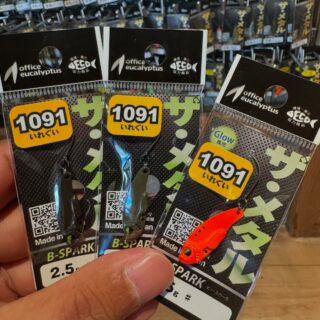 office
eucalyptus
1091
いれぐい
ザ・メタル
Made in
B-SPARK
2.5
office
eucalyptus
1091
いれぐい
ザ・メタル
Made in
B-SPARK
office
eucalyptus
Glow
1091
いれぐい
ザ・メタル
Made in
SPARK
g